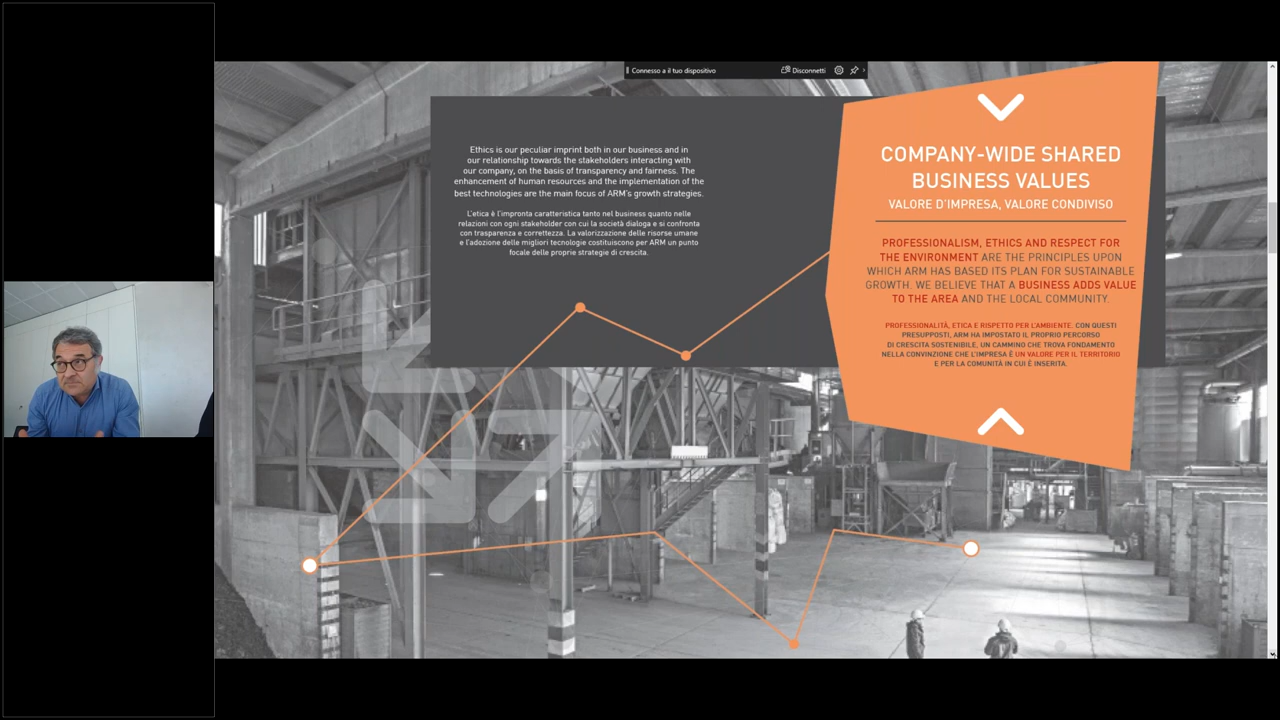 Connesso a il tuo dispositivo
Disconnetti
Ethics is our peculiar imprint both in our business and in
our relationship towards the stakeholders interacting with
our company, on the basis of transparency and fairness. The
enhancement of human resources and the implementation of the
best technologies are the main focus of ARM's growth strategies.
L'etica è l'impronta caratteristica tanto nel business quanto nelle
relazioni con ogni stakeholder con cui la società dialoga e si confronta
con trasparenza e correttezza. La valorizzazione delle risorse umane
e l'adozione delle migliori tecnologie costituiscono per ARM un punto
focale delle proprie strategie di crescita.
COMPANY-WIDE SHARED
BUSINESS VALUES
VALORE D'IMPRESA, VALORE CONDIVISO
PROFESSIONALISM, ETHICS AND RESPECT FOR
THE ENVIRONMENT ARE THE PRINCIPLES UPON
WHICH ARM HAS BASED ITS PLAN FOR SUSTAINABLE
GROWTH. WE BELIEVE THAT A BUSINESS ADDS VALUE
TO THE AREA AND THE LOCAL COMMUNITY.
PROFESSIONALITÀ, ETICA E RISPETTO PER L'AMBIENTE. CON QUESTI
PRESUPPOSTI, ARM HA IMPOSTATO IL PROPRIO PERCORSO
DI CRESCITA SOSTENIBILE, UN CAMMINO CHE TROVA FONDAMENTO
NELLA CONVINZIONE CHE L'IMPRESA È UN VALORE PER IL TERRITORIO
E PER LA COMUNITÀ IN CUI È INSERITA.